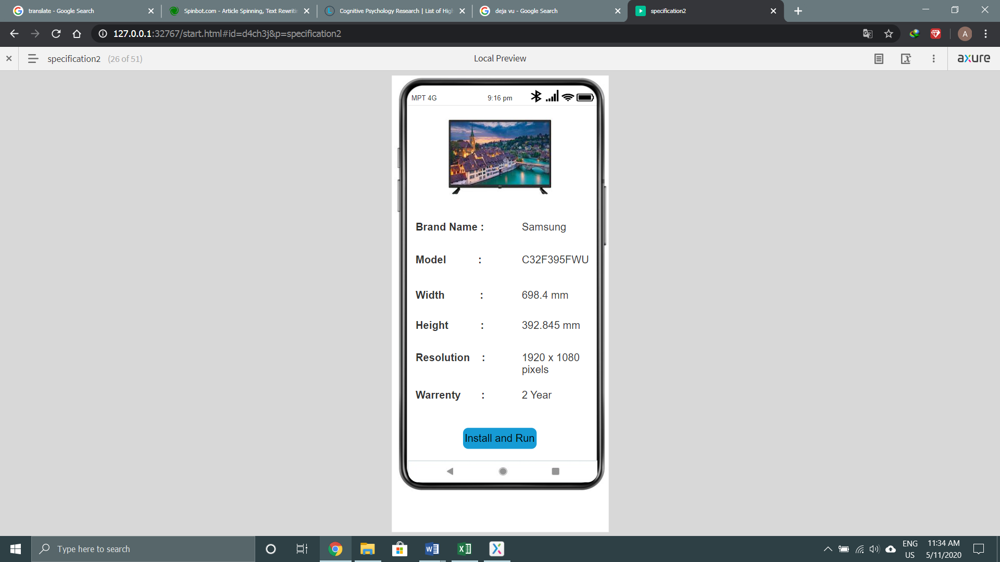 translate - Google Search
Spinbot.com - Article Spinning, Text Rewritin
Cognitive Psychology Research | List of High
deja vu - Google Search
specification2
127.0.0.1:32767/start.html#id=d4ch3j&p=specification2
A
specification2 (26 of 51)
Local Preview
axure
MPT 4G
9:16 pm
Brand Name : Samsung
Model : C32F395FWU
Width : 698.4 mm
Height : 392.845 mm
Resolution : 1920 x 1080
pixels
Warrenty : 2 Year
Install and Run
Type here to search
ENG
US
11:34 AM
5/11/2020